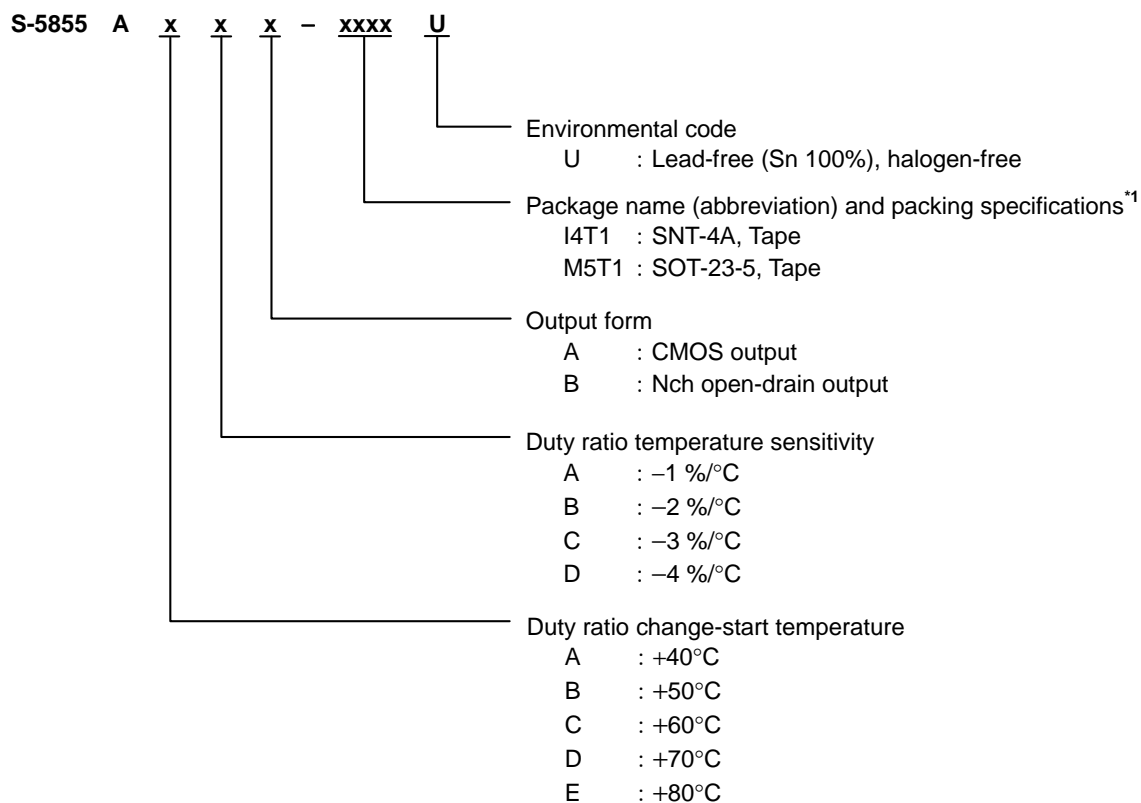 S-5855 A x x x – xxxx U
Environmental code
U : Lead-free (Sn 100%), halogen-free
Package name (abbreviation) and packing specifications*1
I4T1 : SNT-4A, Tape
M5T1 : SOT-23-5, Tape
Output form
A : CMOS output
B : Nch open-drain output
Duty ratio temperature sensitivity
A : −1 %/°C
B : −2 %/°C
C : −3 %/°C
D : −4 %/°C
Duty ratio change-start temperature
A : +40°C
B : +50°C
C : +60°C
D : +70°C
E : +80°C